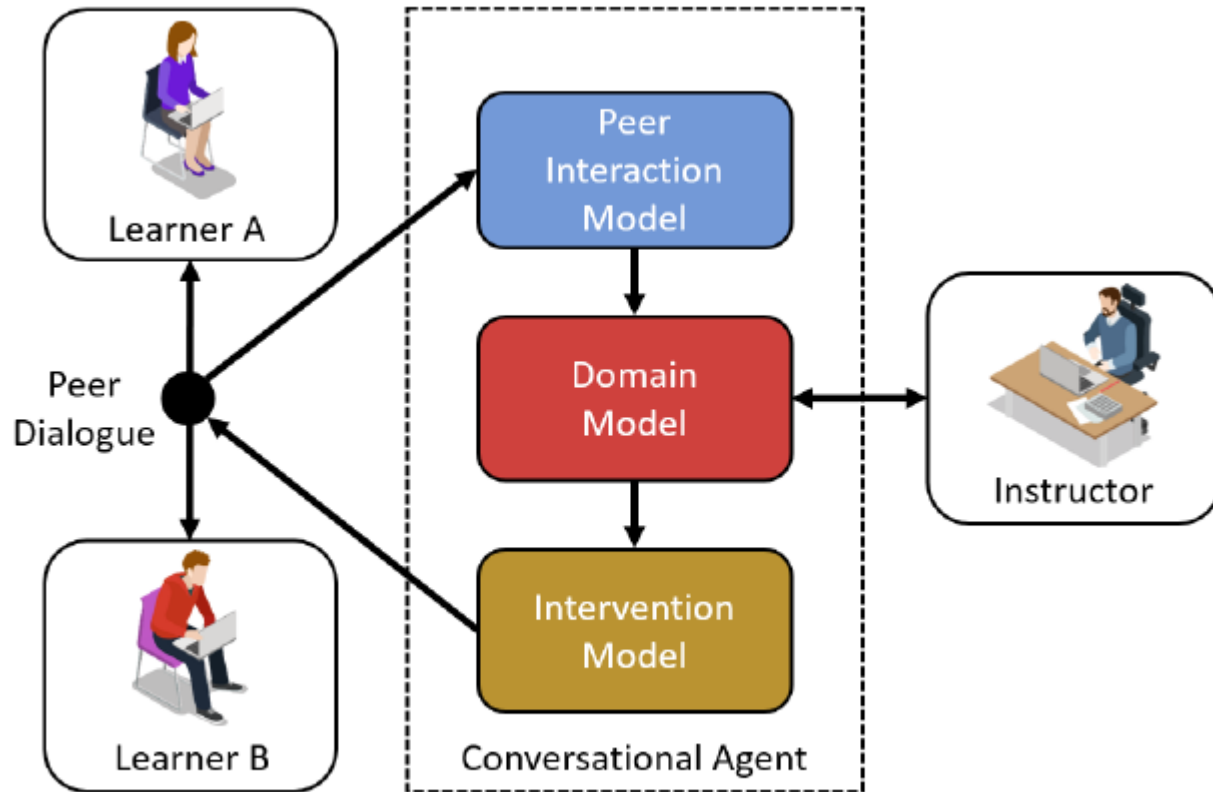 Learner A
Peer
Dialogue
Learner B
Peer
Interaction
Model
Domain
Model
Intervention
Model
Conversational Agent
Instructor